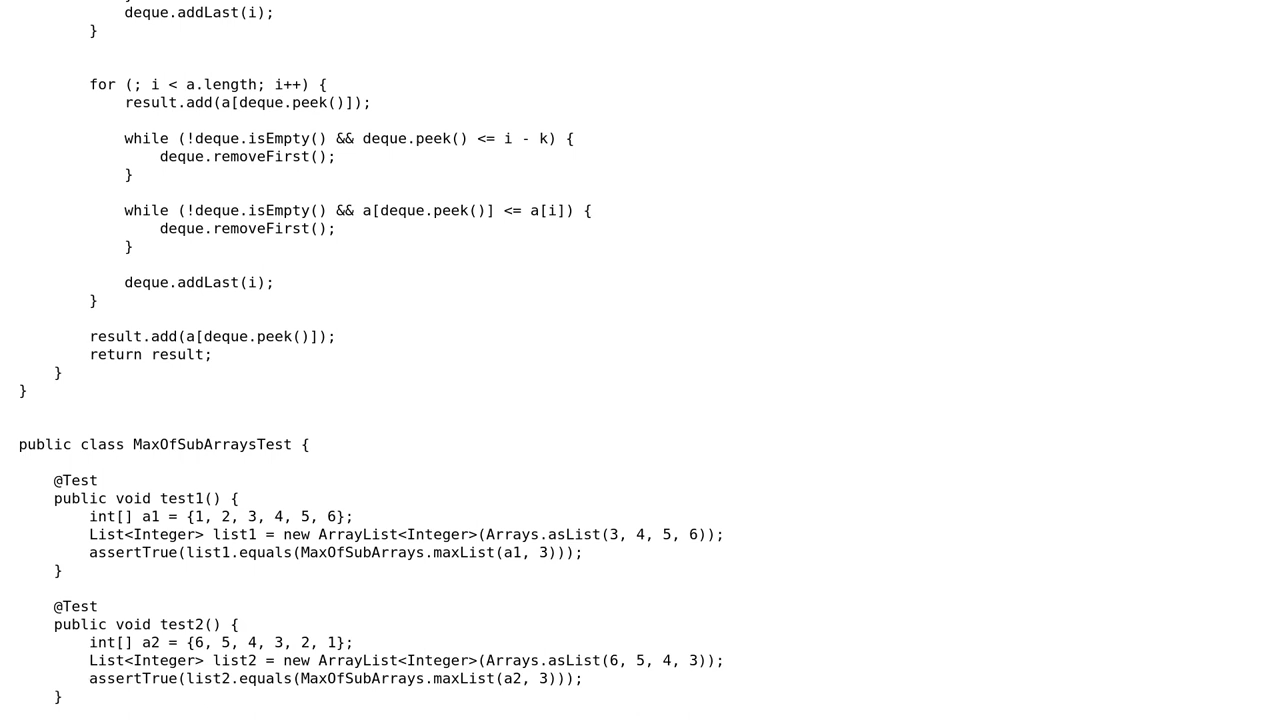 deque.addLast(i);
}
for (; i < a.length; i++) {
result.add(a[deque.peek()]);
while (!deque.isEmpty() && deque.peek() <= i - k) {
deque.removeFirst();
}
while (!deque.isEmpty() && a[deque.peek()] <= a[i]) {
deque.removeFirst();
}
deque.addLast(i);
}
result.add(a[deque.peek()]);
return result;
}
}
public class MaxOfSubArraysTest {
@Test
public void test1() {
int[] a1 = {1, 2, 3, 4, 5, 6};
List<Integer> list1 = new ArrayList<Integer>(Arrays.asList(3, 4, 5, 6));
assertTrue(list1.equals(MaxOfSubArrays.maxList(a1, 3)));
}
@Test
public void test2() {
int[] a2 = {6, 5, 4, 3, 2, 1};
List<Integer> list2 = new ArrayList<Integer>(Arrays.asList(6, 5, 4, 3));
assertTrue(list2.equals(MaxOfSubArrays.maxList(a2, 3)));
}